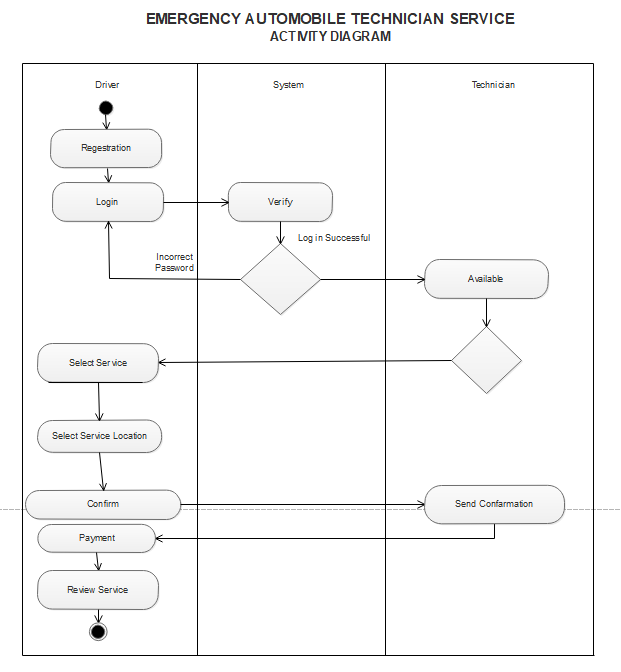 EMERGENCY AUTOMOBILE TECHNICIAN SERVICE
ACTIVITY DIAGRAM
Driver
System
Technician
Regestration
Login
Verify
Log in Successful
Incorrect
Password
Available
Select Service
Select Service Location
Confirm
Send Confarmation
Payment
Review Service